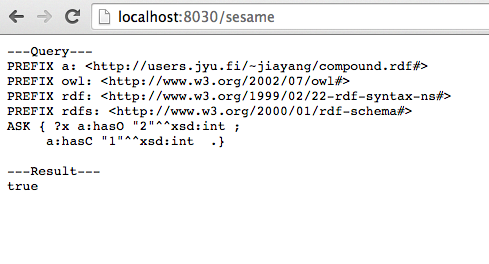 localhost:8030/sesame
---Query---
PREFIX a: <http://users.jyu.fi/~jiayang/compound.rdf#>
PREFIX owl: <http://www.w3.org/2002/07/owl#>
PREFIX rdf: <http://www.w3.org/1999/02/22-rdf-syntax-ns#>
PREFIX rdfs: <http://www.w3.org/2000/01/rdf-schema#>
ASK { ?x a:hasO "2"^^xsd:int ;
     a:hasC "1"^^xsd:int  .}
---Result---
true